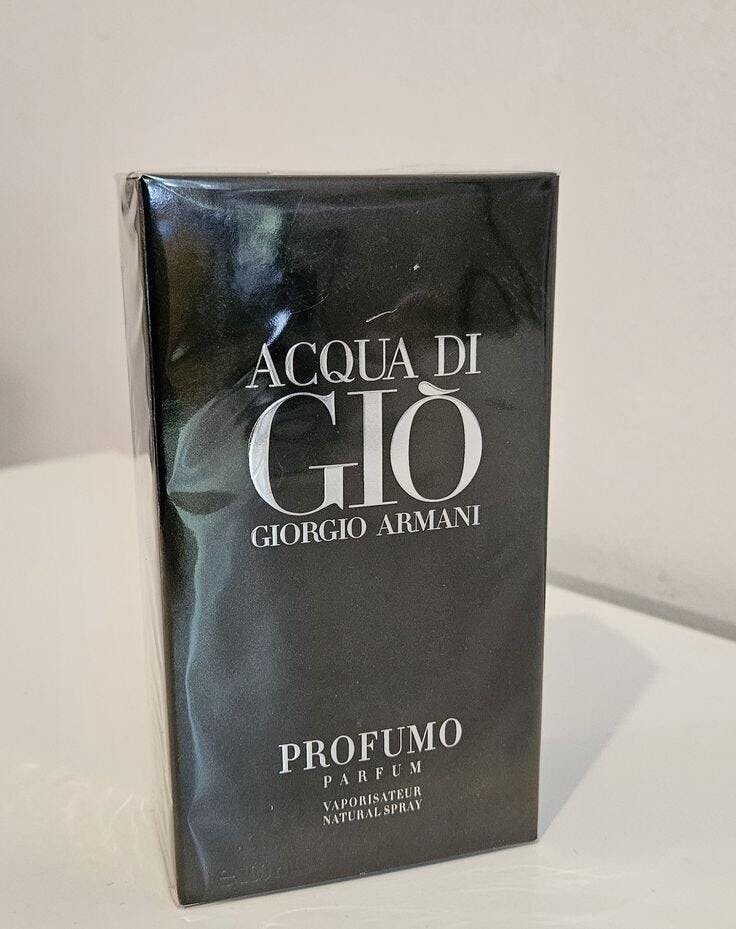 ACQUA DI
GIÒ
GIORGIO ARMANI
PROFUMO
PARFUM
VAPORISATEUR
NATURAL SPRAY